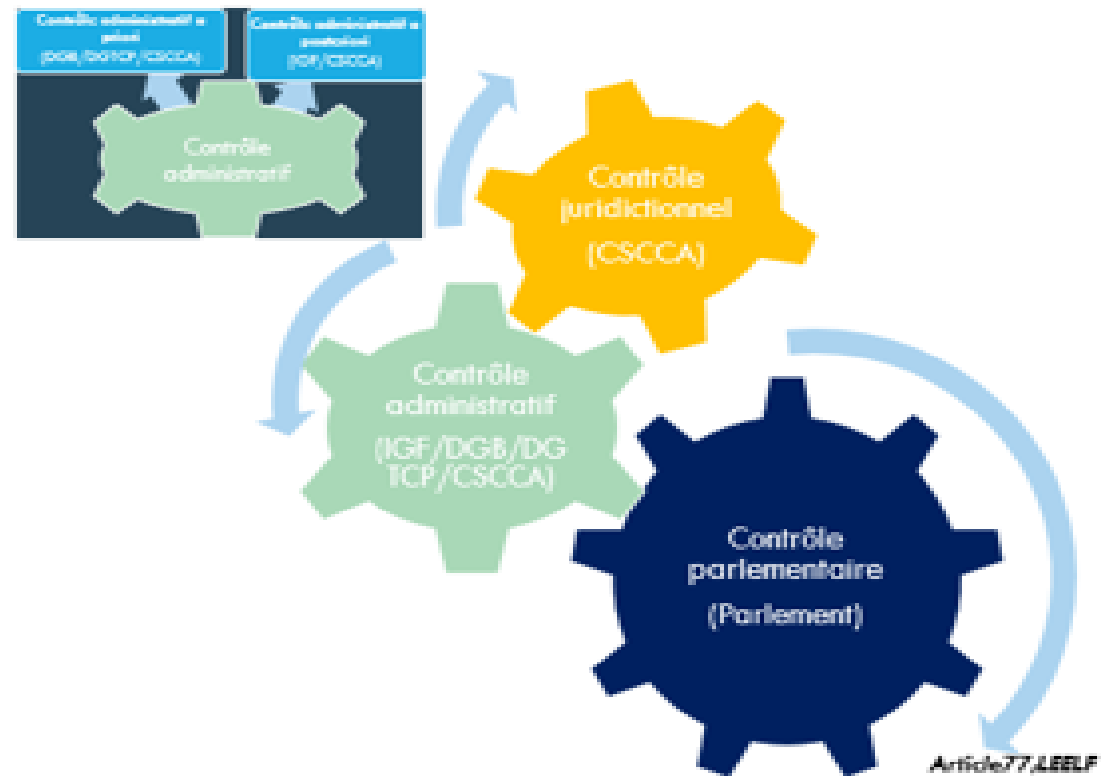 Contrôle administratif a
priori
(DGB/DGTCP/CSCCA)
Contrôle administratif a
posteriori
(IGF/CSCCA)
Contrôle
administratif
Contrôle
juridictionnel
(CSCCA)
Contrôle
administratif
(IGF/DGB/DG
TCP/CSCCA)
Contrôle
parlementaire
(Parlement)
Article77.LEELF